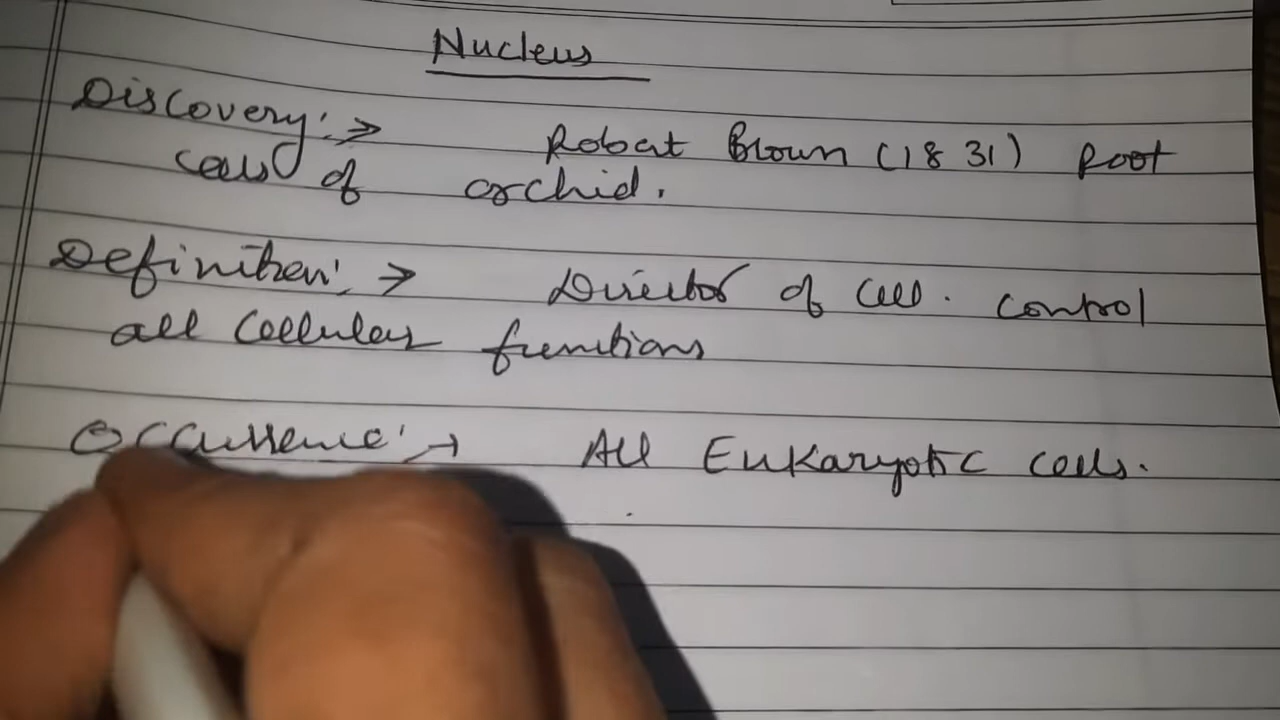 Nucleus
Discovery:→ Robert Brown (1831) Root
cells of orchid.
Definition:→ Director of cell. control
all cellular functions
Occurrence:→ All Eukaryotic cells.